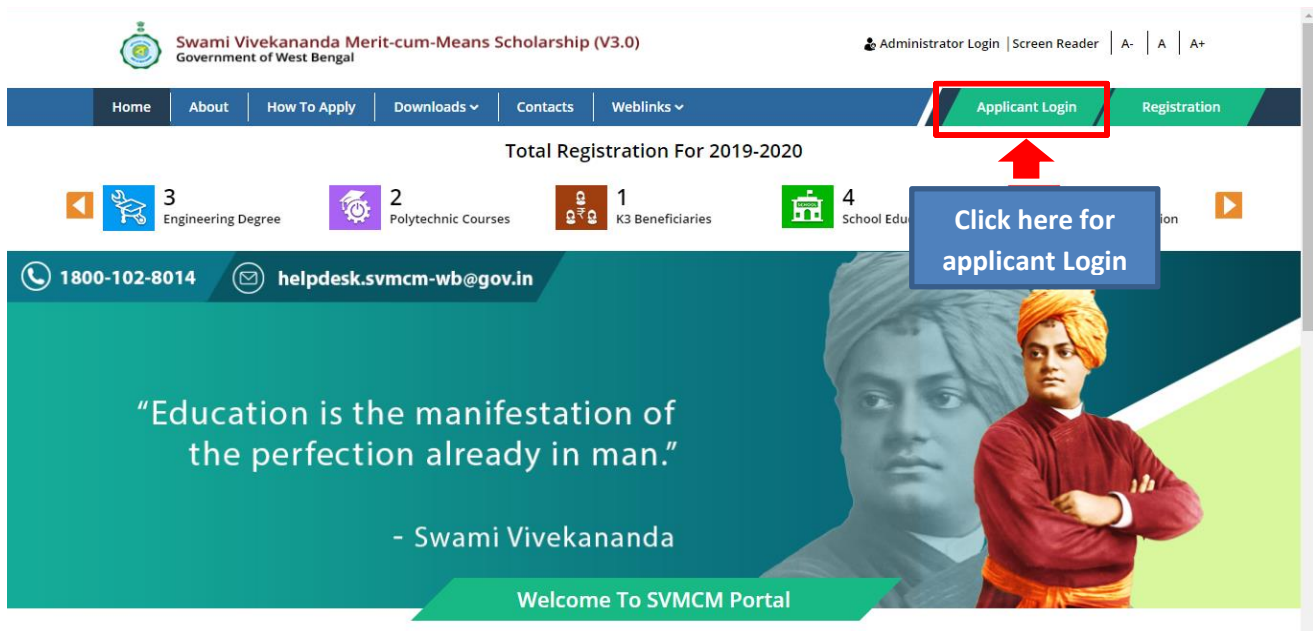 Swami Vivekananda Merit-cum-Means Scholarship (V3.0)
Government of West Bengal
Administrator Login | Screen Reader | A- | A | A+
Home About How To Apply Downloads Contacts Weblinks Applicant Login Registration
Total Registration For 2019-2020
3
Engineering Degree
2
Polytechnic Courses
1
K3 Beneficiaries
4
School Edu
ion
Click here for
applicant Login
1800-102-8014 helpdesk.svmcm-wb@gov.in
“Education is the manifestation of
the perfection already in man.”
- Swami Vivekananda
Welcome To SVMCM Portal